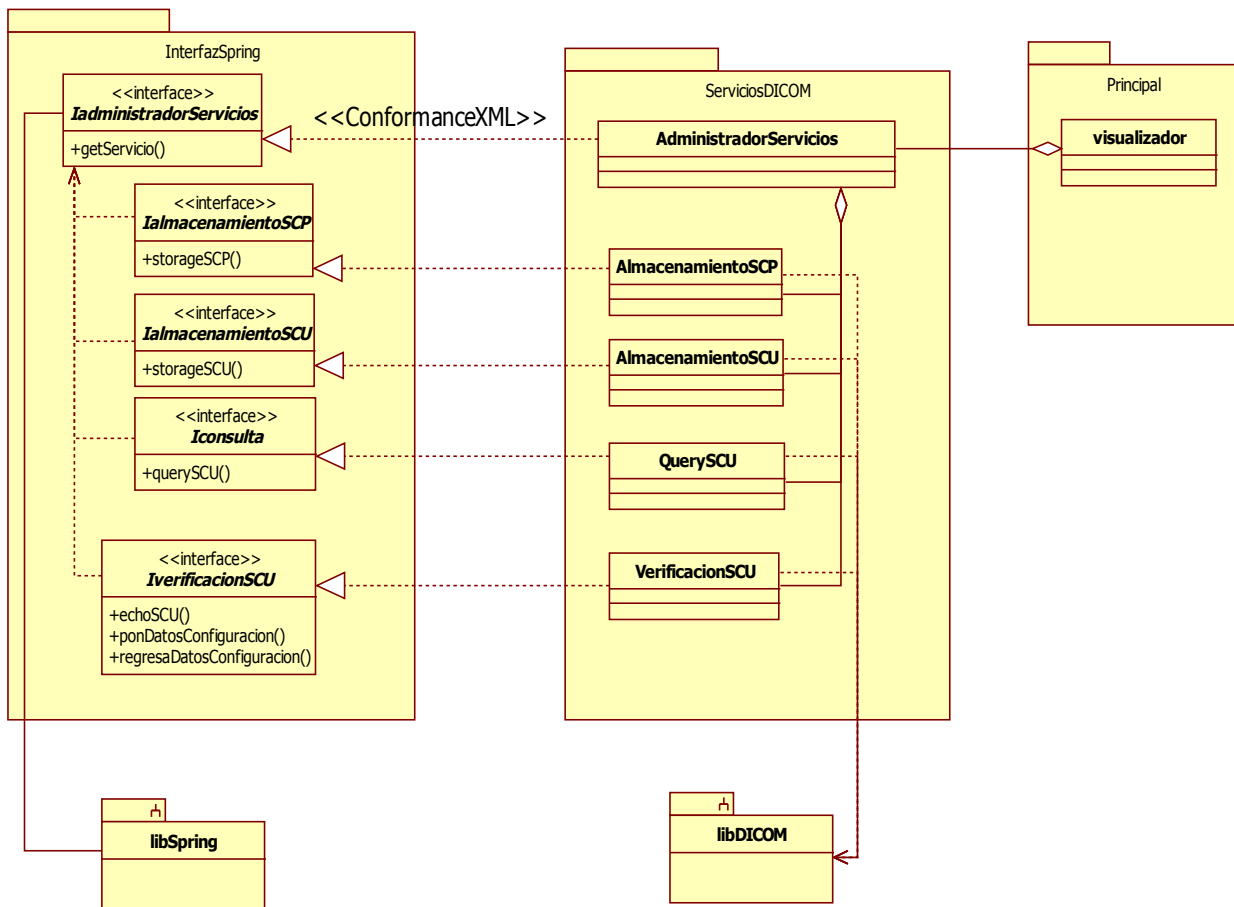 InterfazSpring
<<interface>>
IadministradorServicios
+getServicio()
<<interface>>
IalmacenamientoSCP
+storageSCP()
<<interface>>
IalmacenamientoSCU
+storageSCU()
<<interface>>
Iconsulta
+querySCU()
<<interface>>
IverificacionSCU
+echoSCU()
+ponDatosConfiguracion()
+regresaDatosConfiguracion()
<<ConformanceXML>>
ServiciosDICOM
AdministradorServicios
AlmacenamientoSCP
AlmacenamientoSCU
QuerySCU
VerificacionSCU
Principal
visualizador
libSpring
libDICOM